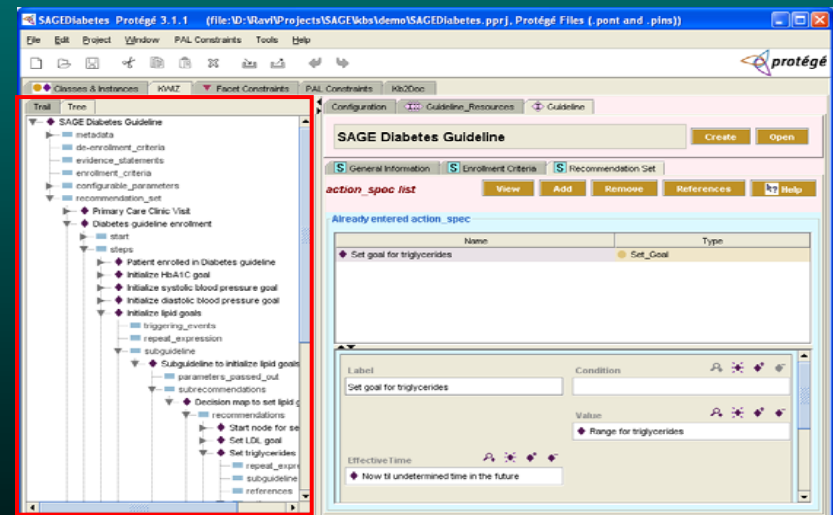 SAGEDiabetes Protégé 3.1.1 (file:\D:\Ravi\Projects\SAGE\kbs\demo\SAGEDiabetes.pprj, Protégé Files (.pont and .pins))
File Edit Project Window PAL Constraints Tools Help
protégé
Classes & Instances KWIZ Facet Constraints PAL Constraints Kb2Doc
Trail Tree
SAGE Diabetes Guideline
metadata
de-enrollment_criteria
evidence_statements
enrollment_criteria
configurable_parameters
recommendation_set
Primary Care Clinic Visit
Diabetes guideline enrollment
start
steps
Patient enrolled in Diabetes guideline
Initialize HbA1C goal
Initialize systolic blood pressure goal
Initialize diastolic blood pressure goal
Initialize lipid goals
triggering_events
repeat_expression
subguideline
Subguideline to initialize lipid goals
parameters_passed_out
subrecommendations
Decision map to set lipid g
recommendations
Start node for se
Set LDL goal
Set triglycerides
repeat_expre
subguideline
references
Configuration Guideline_Resources Guideline
SAGE Diabetes Guideline Create Open
General Information Enrollment Criteria Recommendation Set
action_spec list View Add Remove References Help
Already entered action_spec
Name Type
Set goal for triglycerides Set_Goal
Label Condition
Set goal for triglycerides
Value
Range for triglycerides
EffectiveTime
Now til undetermined time in the future